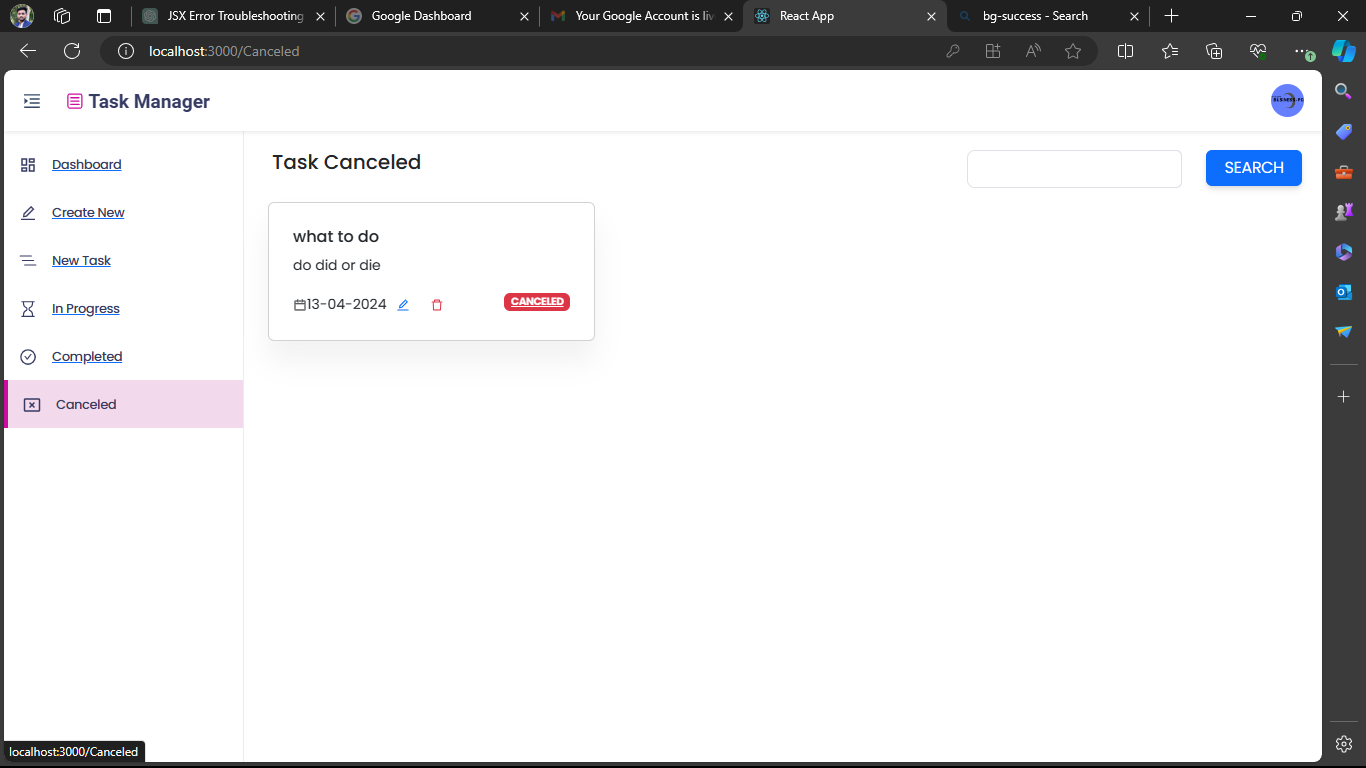 JSX Error Troubleshooting
Google Dashboard
Your Google Account is liv
React App
bg-success - Search
localhost:3000/Canceled
Task Manager
Dashboard
Create New
New Task
In Progress
Completed
Canceled
Task Canceled
SEARCH
what to do
do did or die
13-04-2024
CANCELED
localhost:3000/Canceled